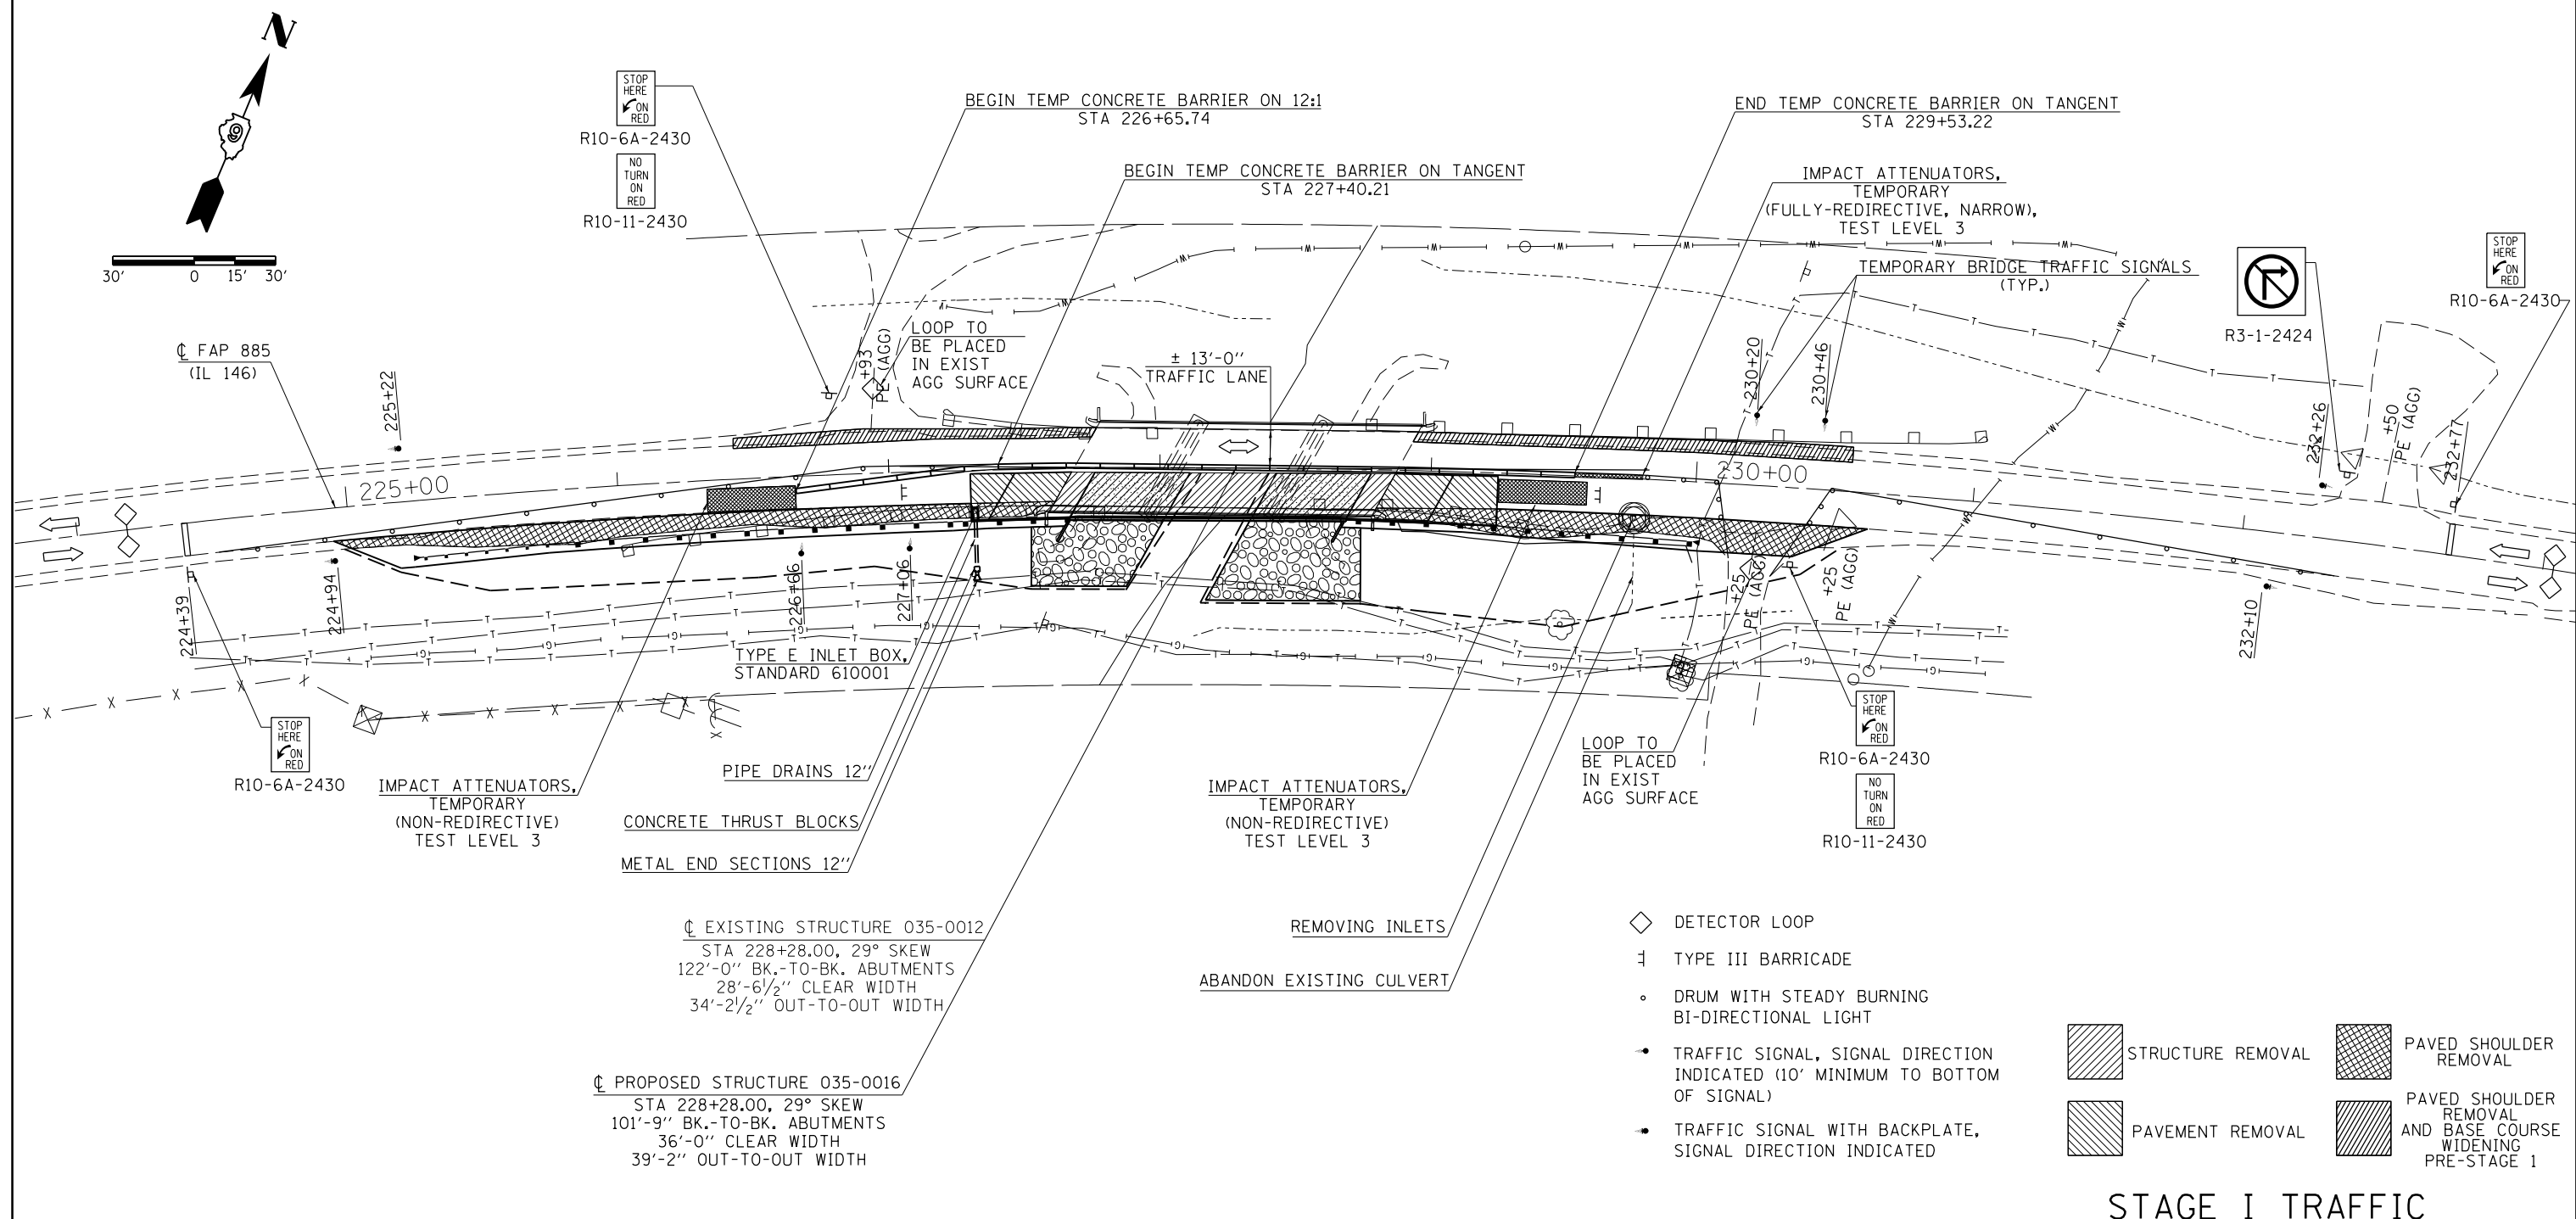 N
9
30' 0 15' 30'
STOP
HERE
ON
RED
R10-6A-2430
NO
TURN
ON
RED
R10-11-2430
BEGIN TEMP CONCRETE BARRIER ON 12:1
STA 226+65.74
BEGIN TEMP CONCRETE BARRIER ON TANGENT
STA 227+40.21
END TEMP CONCRETE BARRIER ON TANGENT
STA 229+53.22
IMPACT ATTENUATORS,
TEMPORARY
(FULLY-REDIRECTIVE, NARROW),
TEST LEVEL 3
TEMPORARY BRIDGE TRAFFIC SIGNALS
(TYP.)
R3-1-2424
STOP
HERE
ON
RED
R10-6A-2430
℄ FAP 885
(IL 146)
225+22
+93
PE (AGG)
LOOP TO
BE PLACED
IN EXIST
AGG SURFACE
± 13'-0"
TRAFFIC LANE
230+20
230+46
232+26
+50
PE (AGG)
232+77
225+00
230+00
224+39
224+94
226+66
227+06
+25
PE (AGG)
+25
PE (AGG)
232+10
TYPE E INLET BOX,
STANDARD 610001
STOP
HERE
ON
RED
R10-6A-2430
IMPACT ATTENUATORS,
TEMPORARY
(NON-REDIRECTIVE)
TEST LEVEL 3
PIPE DRAINS 12"
CONCRETE THRUST BLOCKS
METAL END SECTIONS 12"
IMPACT ATTENUATORS,
TEMPORARY
(NON-REDIRECTIVE)
TEST LEVEL 3
LOOP TO
BE PLACED
IN EXIST
AGG SURFACE
STOP
HERE
ON
RED
R10-6A-2430
NO
TURN
ON
RED
R10-11-2430
℄ EXISTING STRUCTURE 035-0012
STA 228+28.00, 29° SKEW
122'-0" BK.-TO-BK. ABUTMENTS
28'-6 1/2" CLEAR WIDTH
34'-2 1/2" OUT-TO-OUT WIDTH
REMOVING INLETS
ABANDON EXISTING CULVERT
℄ PROPOSED STRUCTURE 035-0016
STA 228+28.00, 29° SKEW
101'-9" BK.-TO-BK. ABUTMENTS
36'-0" CLEAR WIDTH
39'-2" OUT-TO-OUT WIDTH
DETECTOR LOOP
TYPE III BARRICADE
DRUM WITH STEADY BURNING
BI-DIRECTIONAL LIGHT
TRAFFIC SIGNAL, SIGNAL DIRECTION
INDICATED (10' MINIMUM TO BOTTOM
OF SIGNAL)
TRAFFIC SIGNAL WITH BACKPLATE,
SIGNAL DIRECTION INDICATED
STRUCTURE REMOVAL
PAVEMENT REMOVAL
PAVED SHOULDER
REMOVAL
PAVED SHOULDER
REMOVAL
AND BASE COURSE
WIDENING
PRE-STAGE 1
STAGE I TRAFFIC